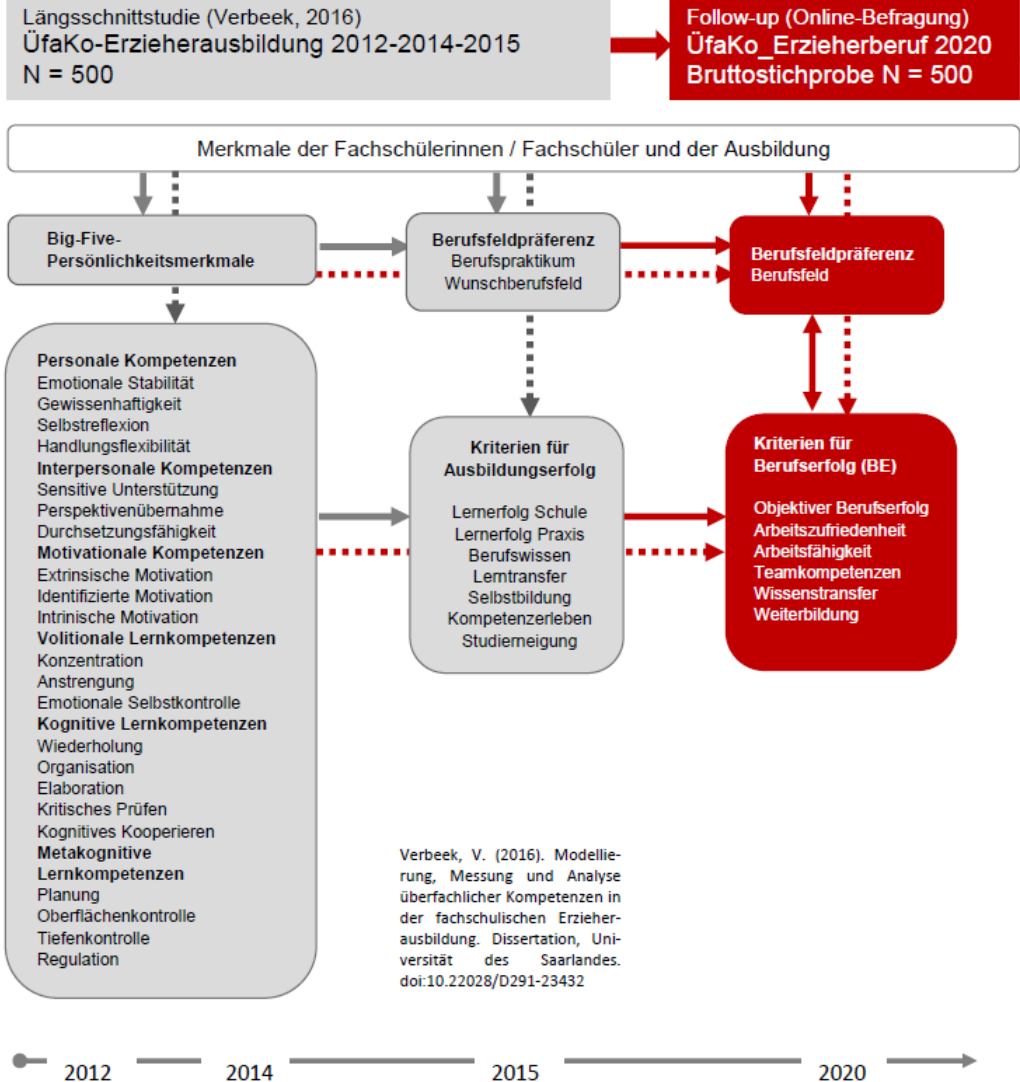 Längsschnittstudie (Verbeek, 2016)
ÜfaKo-Erzieherausbildung 2012-2014-2015
N = 500
Follow-up (Online-Befragung)
ÜfaKo_Erzieherberuf 2020
Bruttostichprobe N = 500
Merkmale der Fachschülerinnen / Fachschüler und der Ausbildung
Big-Five-
Persönlichkeitsmerkmale
Berufsfeldpräferenz
Berufspraktikum
Wunschberufsfeld
Berufsfeldpräferenz
Berufsfeld
Personale Kompetenzen
Emotionale Stabilität
Gewissenhaftigkeit
Selbstreflexion
Handlungsflexibilität
Interpersonale Kompetenzen
Sensitive Unterstützung
Perspektivenübernahme
Durchsetzungsfähigkeit
Motivationale Kompetenzen
Extrinsische Motivation
Identifizierte Motivation
Intrinische Motivation
Volitionale Lernkompetenzen
Konzentration
Anstrengung
Emotionale Selbstkontrolle
Kognitive Lernkompetenzen
Wiederholung
Organisation
Elaboration
Kritisches Prüfen
Kognitives Kooperieren
Metakognitive
Lernkompetenzen
Planung
Oberflächenkontrolle
Tiefenkontrolle
Regulation
Kriterien für
Ausbildungserfolg
Lernerfolg Schule
Lernerfolg Praxis
Berufswissen
Lerntransfer
Selbstbildung
Kompetenzerleben
Studierneigung
Kriterien für
Berufserfolg (BE)
Objektiver Berufserfolg
Arbeitszufriedenheit
Arbeitsfähigkeit
Teamkompetenzen
Wissenstransfer
Weiterbildung
Verbeek, V. (2016). Modellie-
rung, Messung und Analyse
überfachlicher Kompetenzen in
der fachschulischen Erzieher-
ausbildung. Dissertation, Uni-
versität des Saarlandes.
doi:10.22028/D291-23432
2012
2014
2015
2020